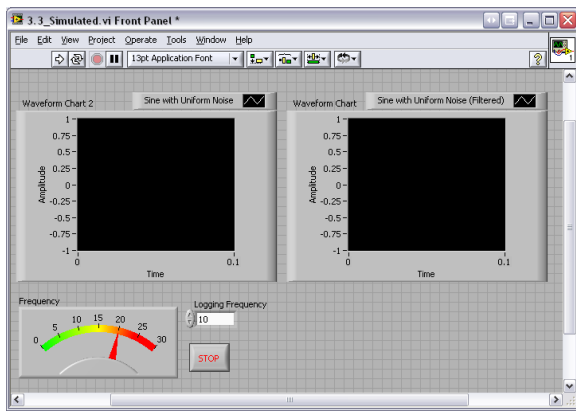 3.3_Simulated.vi Front Panel *
File Edit View Project Operate Tools Window Help
13pt Application Font
?
1
Waveform Chart 2
Sine with Uniform Noise
Waveform Chart
Sine with Uniform Noise (Filtered)
1
0.75
0.5
0.25
0
-0.25
-0.5
-0.75
-1
Amplitude
0 0.1
Time
1
0.75
0.5
0.25
0
-0.25
-0.5
-0.75
-1
Amplitude
0 0.1
Time
Frequency
0 5 10 15 20 25 30
Logging Frequency
10
STOP